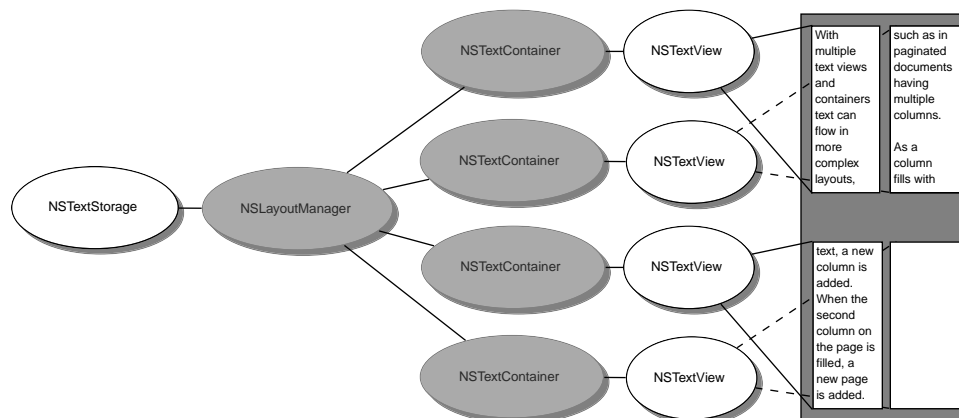 NSTextStorage
NSLayoutManager
NSTextContainer
NSTextView
NSTextContainer
NSTextView
NSTextContainer
NSTextView
NSTextContainer
NSTextView
With
multiple
text views
and
containers
text can
flow in
more
complex
layouts,
such as in
paginated
documents
having
multiple
columns.
As a
column
fills with
text, a new
column is
added.
When the
second
column on
the page is
filled, a
new page
is added.